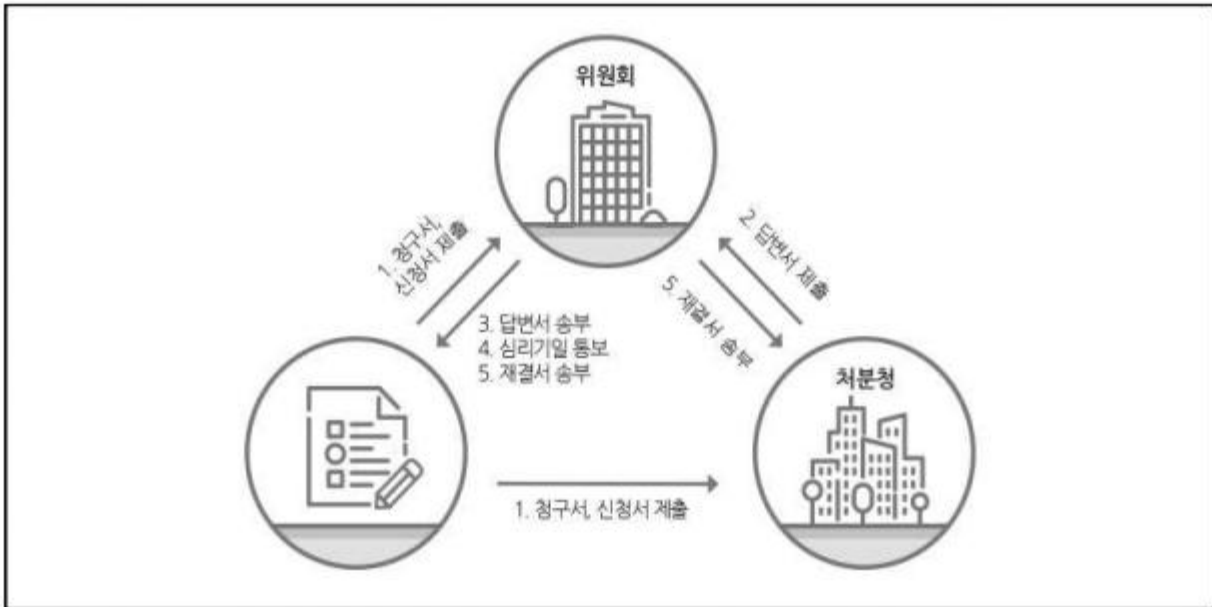 위원회
1. 청구서,
신청서 제출
2. 답변서 제출
5. 재결서 송부
3. 답변서 송부
4. 심리기일 통보
5. 재결서 송부
처분청
1. 청구서, 신청서 제출